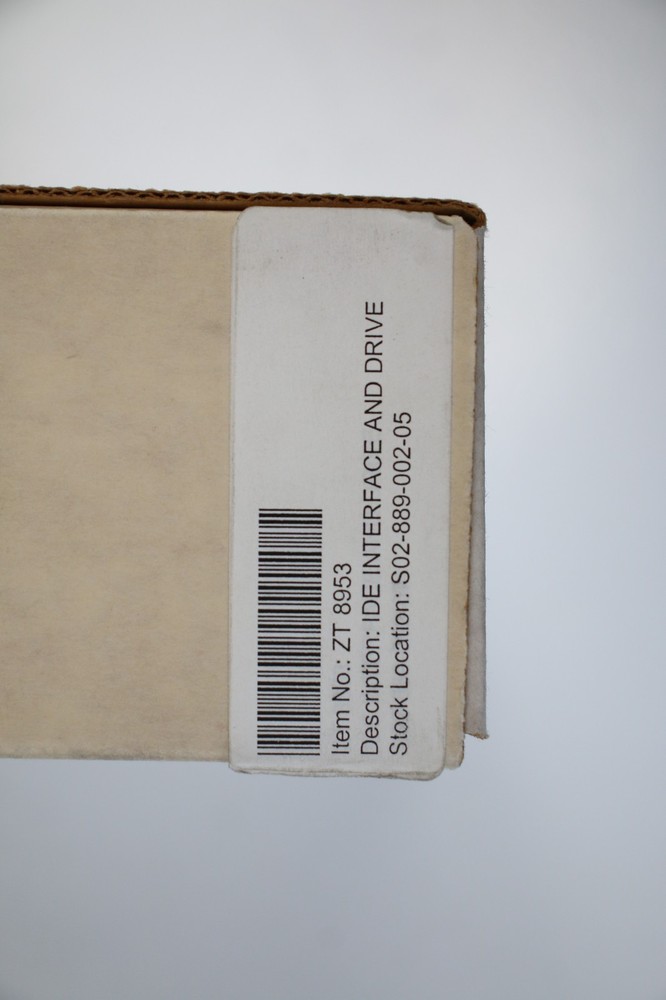 Item No.: ZT 8953
Description: IDE INTERFACE AND DRIVE
Stock Location: S02-889-002-05